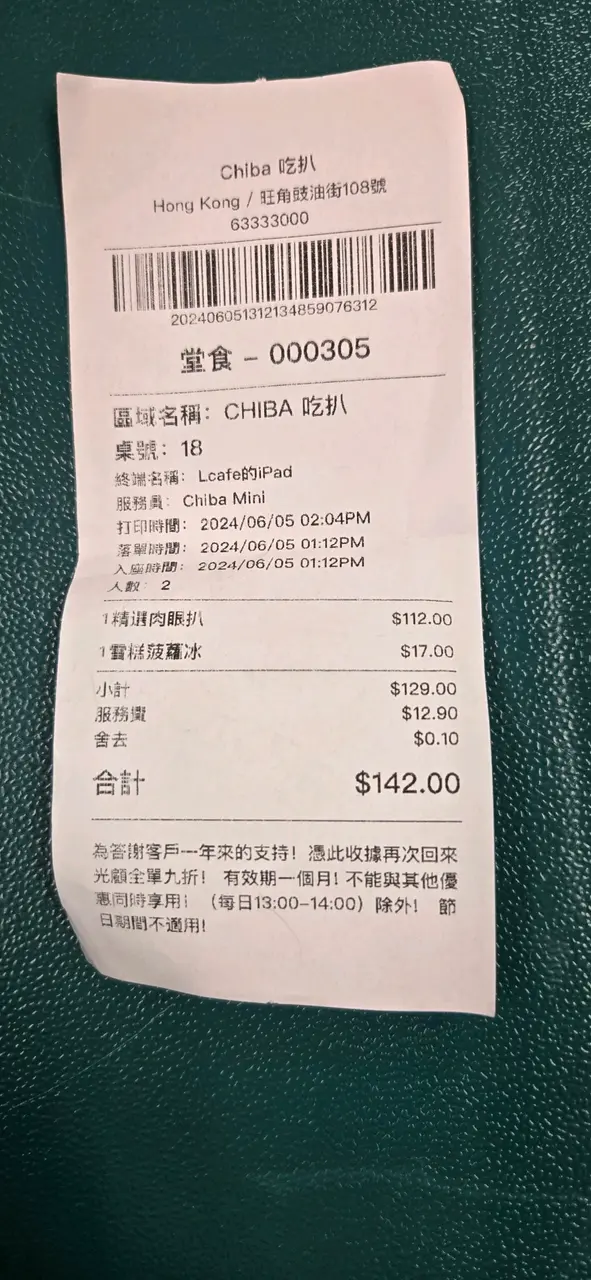 Chiba 吃扒
Hong Kong / 旺角豉油街108號
63333000
202406051312134859076312
堂食 – 000305
區域名稱: CHIBA 吃扒
桌號: 18
終端名稱: Lcafe的iPad
服務員: Chiba Mini
打印時間: 2024/06/05 02:04PM
落單時間: 2024/06/05 01:12PM
入座時間: 2024/06/05 01:12PM
人數: 2
1 精選肉眼扒 $112.00
1 雪糕菠蘿冰 $17.00
小計 $129.00
服務費 $12.90
舍去 $0.10
合計 $142.00
為答謝客戶一年來的支持! 憑此收據再次回來
光顧全單九折! 有效期一個月! 不能與其他優
惠同時享用! (每日13:00–14:00) 除外! 節
日期間不適用!